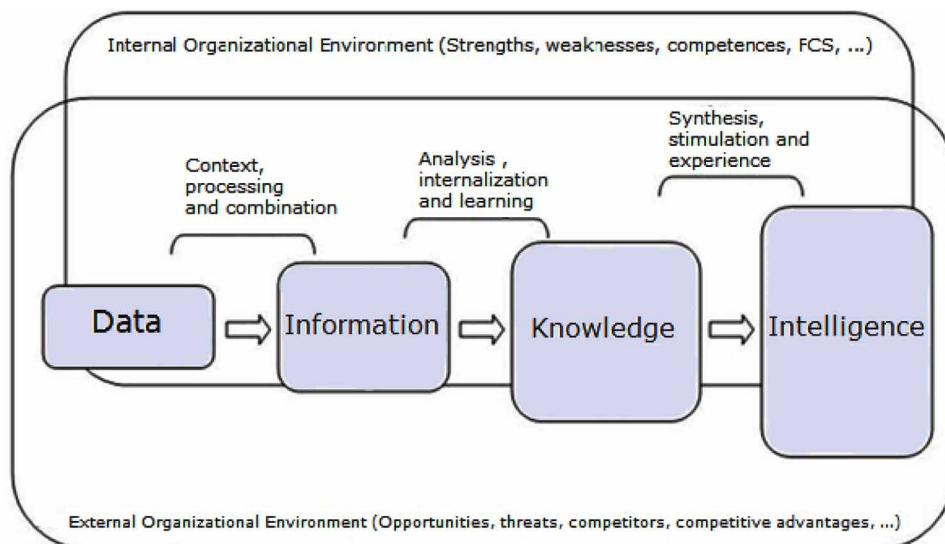 Internal Organizational Environment (Strengths, weaknesses, competences, FCS, ...)
Context,
processing
and combination
Analysis ,
internalization
and learning
Synthesis,
stimulation and
experience
Data
Information
Knowledge
Intelligence
External Organizational Environment (Opportunities, threats, competitors, competitive advantages, ...)